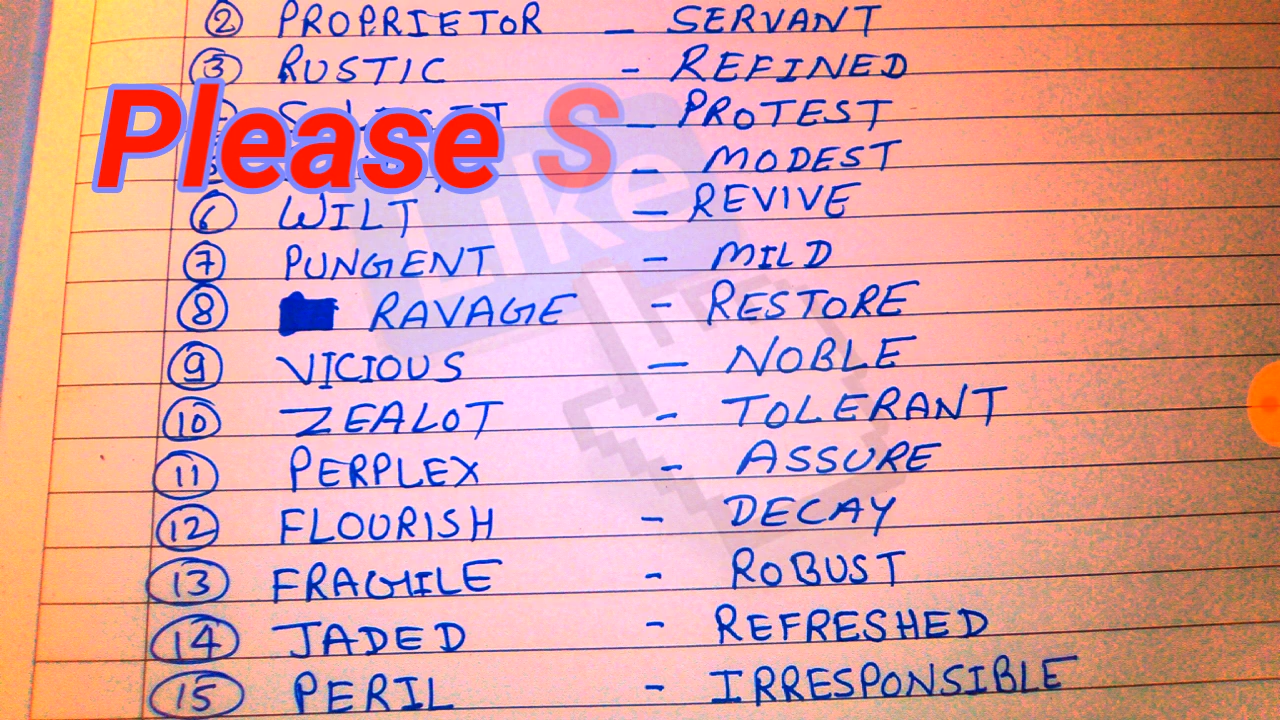 ② PROPRIETOR – SERVANT
③ RUSTIC - REFINED
Please S
– PROTEST
– MODEST
⑥ WILT – REVIVE
Like
⑦ PUNGENT – MILD
⑧ RAVAGE – RESTORE
⑨ VICIOUS – NOBLE
⑩ ZEALOT - TOLERANT
⑪ PERPLEX - ASSURE
⑫ FLOURISH - DECAY
⑬ FRAGILE - ROBUST
⑭ JADED - REFRESHED
⑮ PERIL - IRRESPONSIBLE